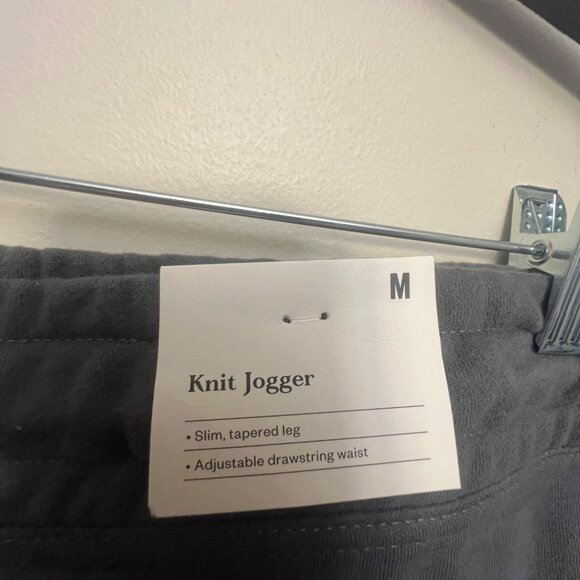 M
Knit Jogger
• Slim, tapered leg
• Adjustable drawstring waist